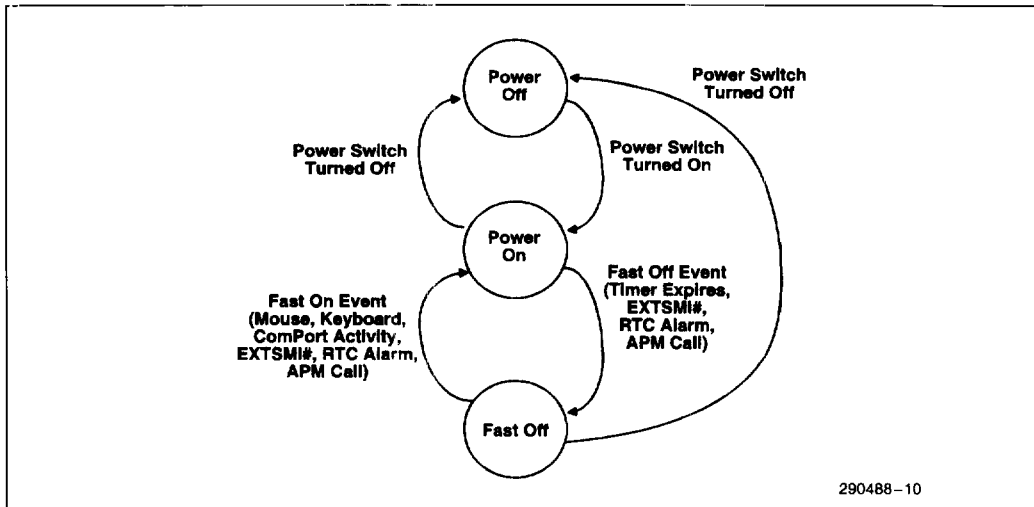 Power
Off
Power Switch
Turned Off
Power Switch
Turned Off
Power Switch
Turned On
Power
On
Fast Off Event
(Timer Expires,
EXTSMI#,
RTC Alarm,
APM Call)
Fast On Event
(Mouse, Keyboard,
ComPort Activity,
EXTSMI#, RTC Alarm,
APM Call)
Fast Off
290488–10